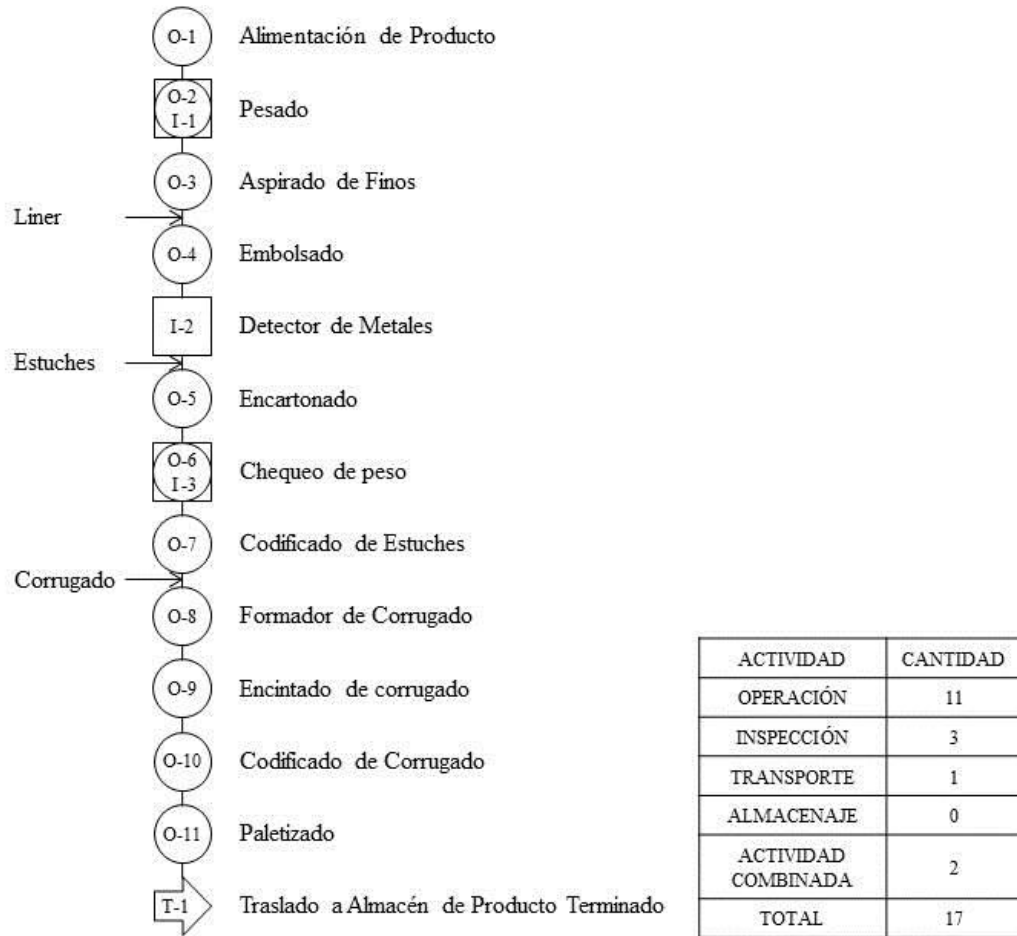 O-1 Alimentación de Producto
O-2
I-1 Pesado
O-3 Aspirado de Finos
Liner
O-4 Embolsado
I-2 Detector de Metales
Estuches
O-5 Encartonado
O-6
I-3 Chequeo de peso
O-7 Codificado de Estuches
Corrugado
O-8 Formador de Corrugado
O-9 Encintado de corrugado
O-10 Codificado de Corrugado
O-11 Paletizado
T-1 Traslado a Almacén de Producto Terminado
ACTIVIDAD CANTIDAD
OPERACIÓN 11
INSPECCIÓN 3
TRANSPORTE 1
ALMACENAJE 0
ACTIVIDAD
COMBINADA 2
TOTAL 17